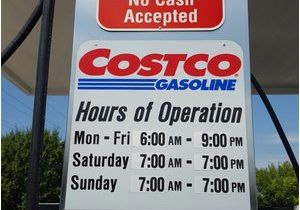 No Cash
Accepted
COSTCO
GASOLINE
Hours of Operation
Mon - Fri 6:00 AM - 9:00 PM
Saturday 7:00 AM - 7:00 PM
Sunday 7:00 AM - 7:00 PM